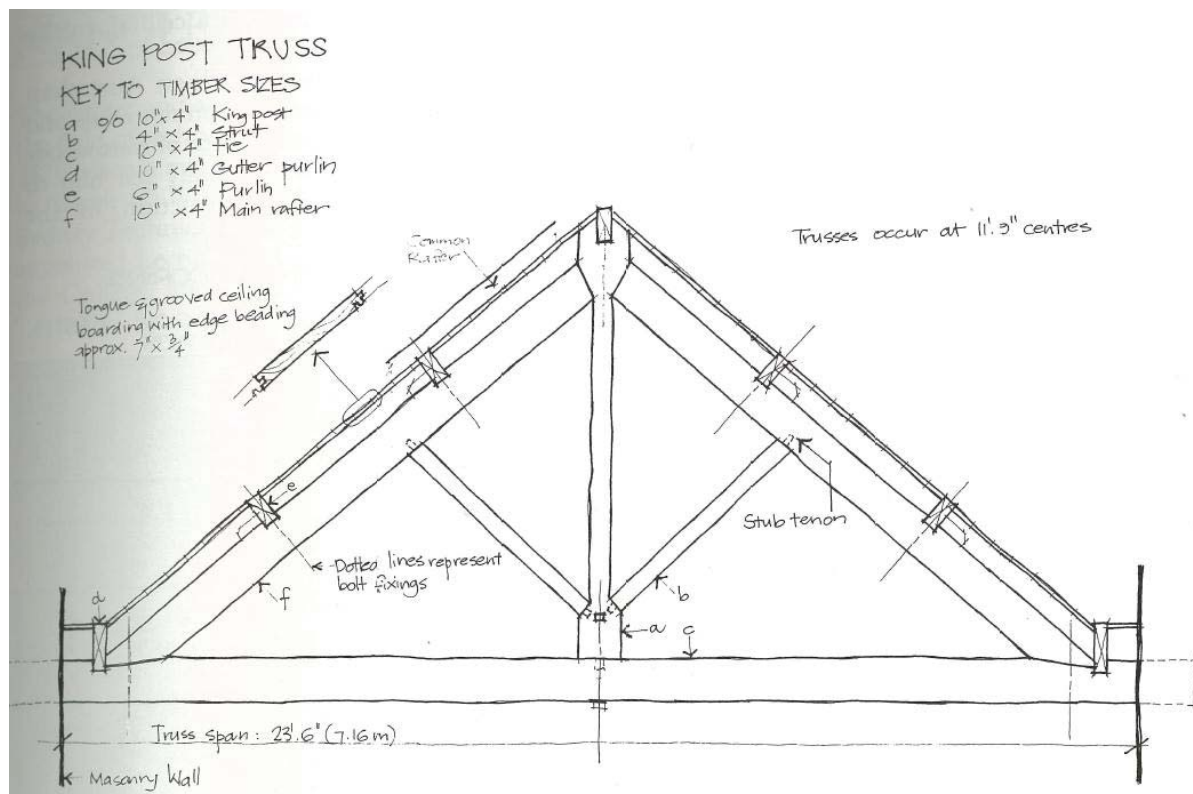 KING POST TRUSS
KEY TO TIMBER SIZES
a o/o 10" x 4" King post
b 4" x 4" Strut
c 10" x 4" Tie
d 10" x 4" Gutter purlin
e 6" x 4" Purlin
f 10" x 4" Main rafter
Common
Rafter
Trusses occur at 11'.9" centres
Tongue & grooved ceiling
boarding with edge beading
approx. 7" x 3/4"
e
Stub tenon
Dotted lines represent
bolt fixings
f
b
d
a
c
Truss span: 23'.6" (7.16 m)
Masonry Wall